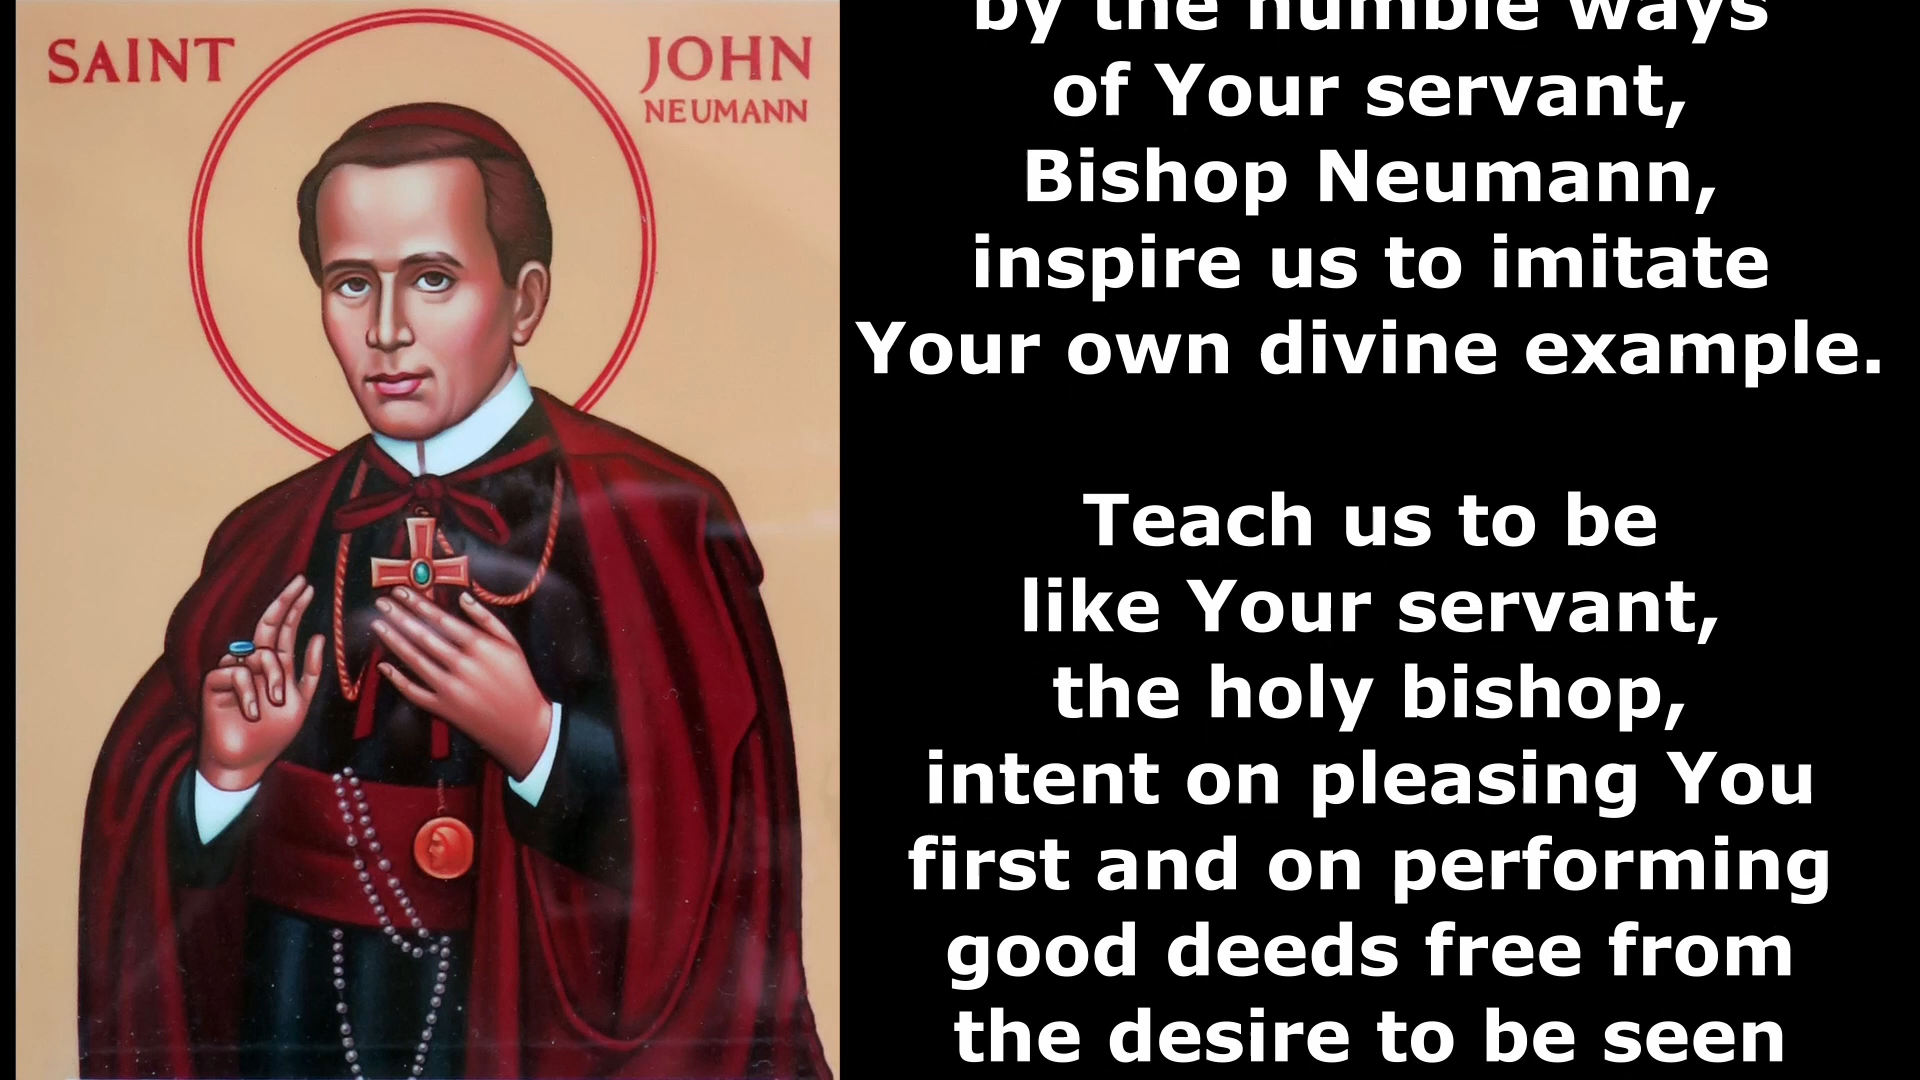 SAINT
JOHN
NEUMANN
by the humble ways
of Your servant,
Bishop Neumann,
inspire us to imitate
Your own divine example.
Teach us to be
like Your servant,
the holy bishop,
intent on pleasing You
first and on performing
good deeds free from
the desire to be seen